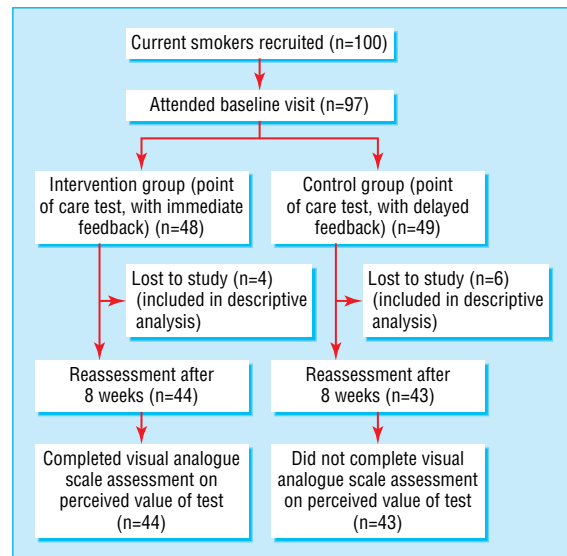 Current smokers recruited (n=100)
Attended baseline visit (n=97)
Intervention group (point
of care test, with immediate
feedback) (n=48)
Control group (point
of care test, with delayed
feedback) (n=49)
Lost to study (n=4)
(included in descriptive
analysis)
Lost to study (n=6)
(included in descriptive
analysis)
Reassessment after
8 weeks (n=44)
Reassessment after
8 weeks (n=43)
Completed visual analogue
scale assessment on
perceived value of test
(n=44)
Did not complete visual
analogue scale assessment
on perceived value of test
(n=43)